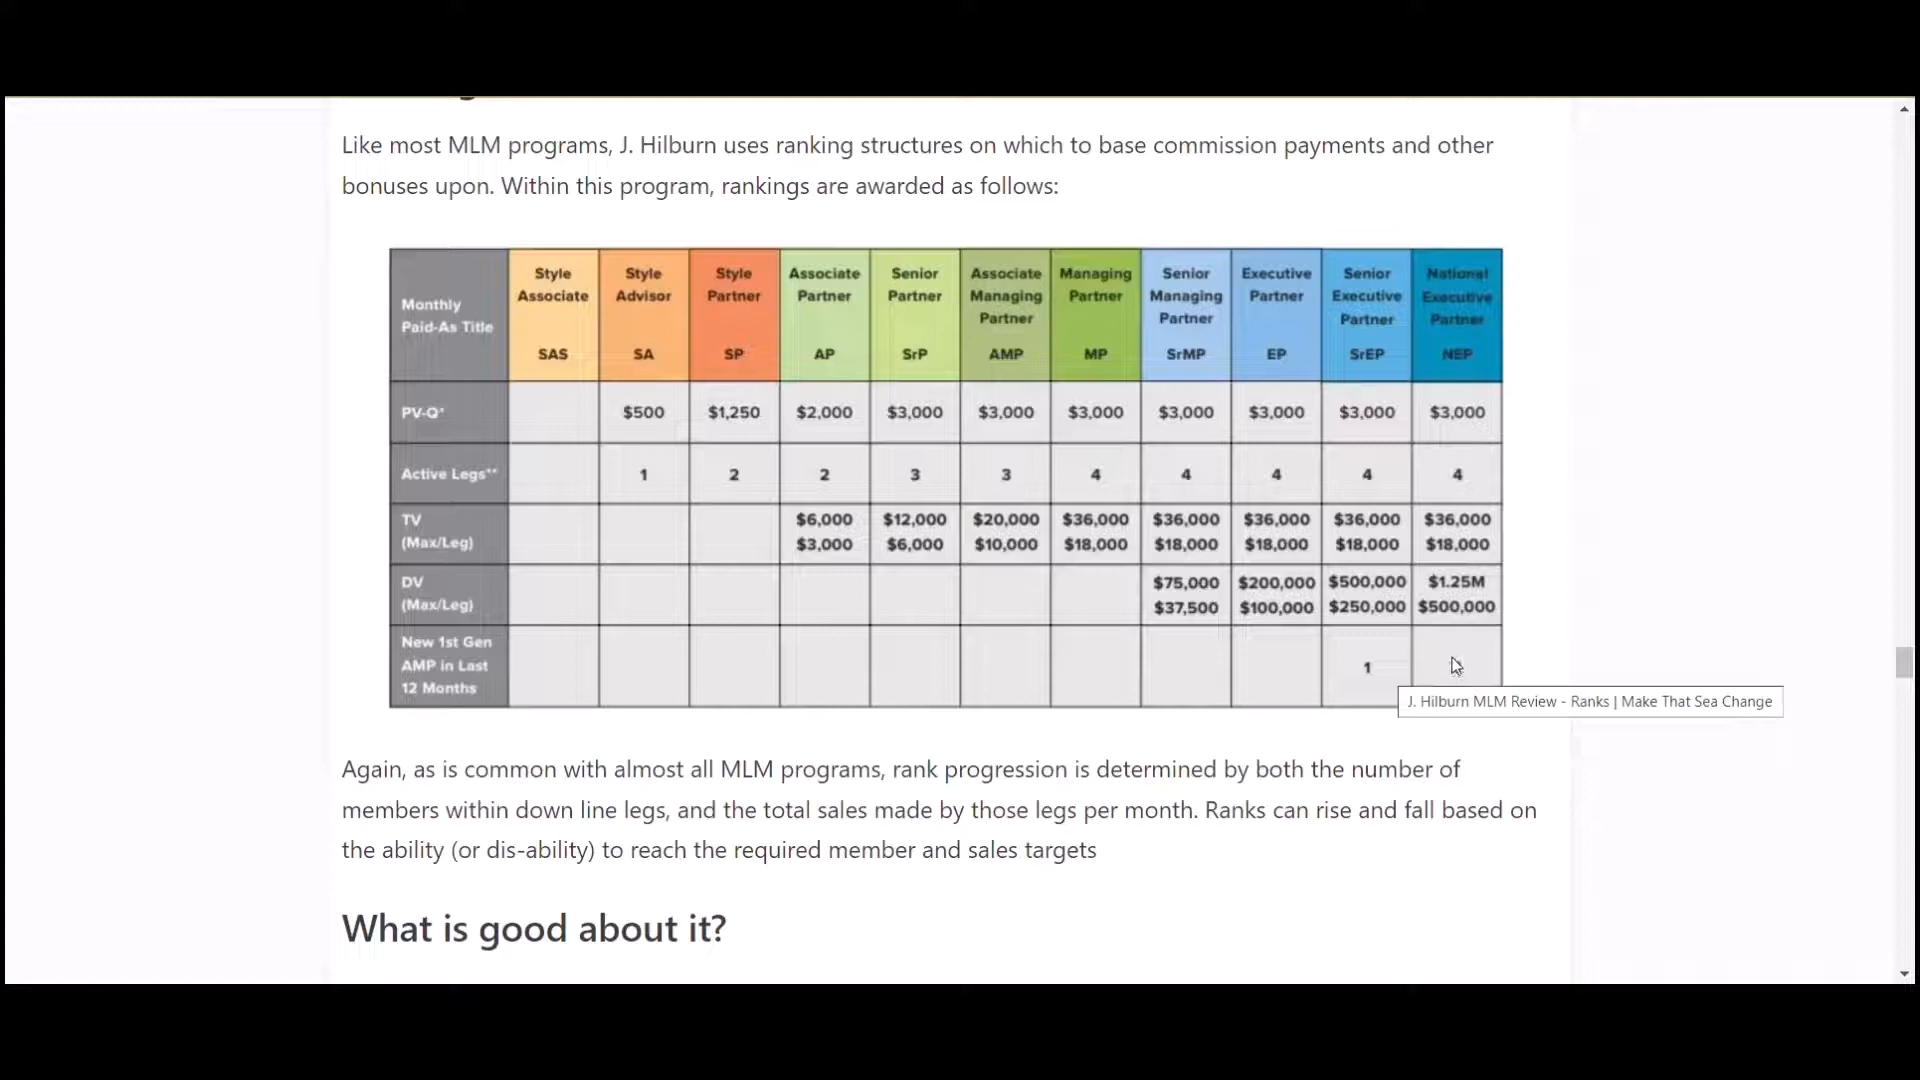 Like most MLM programs, J. Hilburn uses ranking structures on which to base commission payments and other
bonuses upon. Within this program, rankings are awarded as follows:
Monthly Paid-As Title | Style Associate SAS | Style Advisor SA | Style Partner SP | Associate Partner AP | Senior Partner SrP | Associate Managing Partner AMP | Managing Partner MP | Senior Managing Partner SrMP | Executive Partner EP | Senior Executive Partner SrEP | National Executive Partner NEP
PV-Q* $500 $1,250 $2,000 $3,000 $3,000 $3,000 $3,000 $3,000 $3,000 $3,000
Active Legs** 1 2 2 3 3 4 4 4 4 4
TV $6,000 $12,000 $20,000 $36,000 $36,000 $36,000 $36,000 $36,000
(Max/Leg) $3,000 $6,000 $10,000 $18,000 $18,000 $18,000 $18,000 $18,000
DV $75,000 $200,000 $500,000 $1.25M
(Max/Leg) $37,500 $100,000 $250,000 $500,000
New 1st Gen
AMP in Last 1
12 Months
J. Hilburn MLM Review - Ranks | Make That Sea Change
Again, as is common with almost all MLM programs, rank progression is determined by both the number of
members within down line legs, and the total sales made by those legs per month. Ranks can rise and fall based on
the ability (or dis-ability) to reach the required member and sales targets
What is good about it?